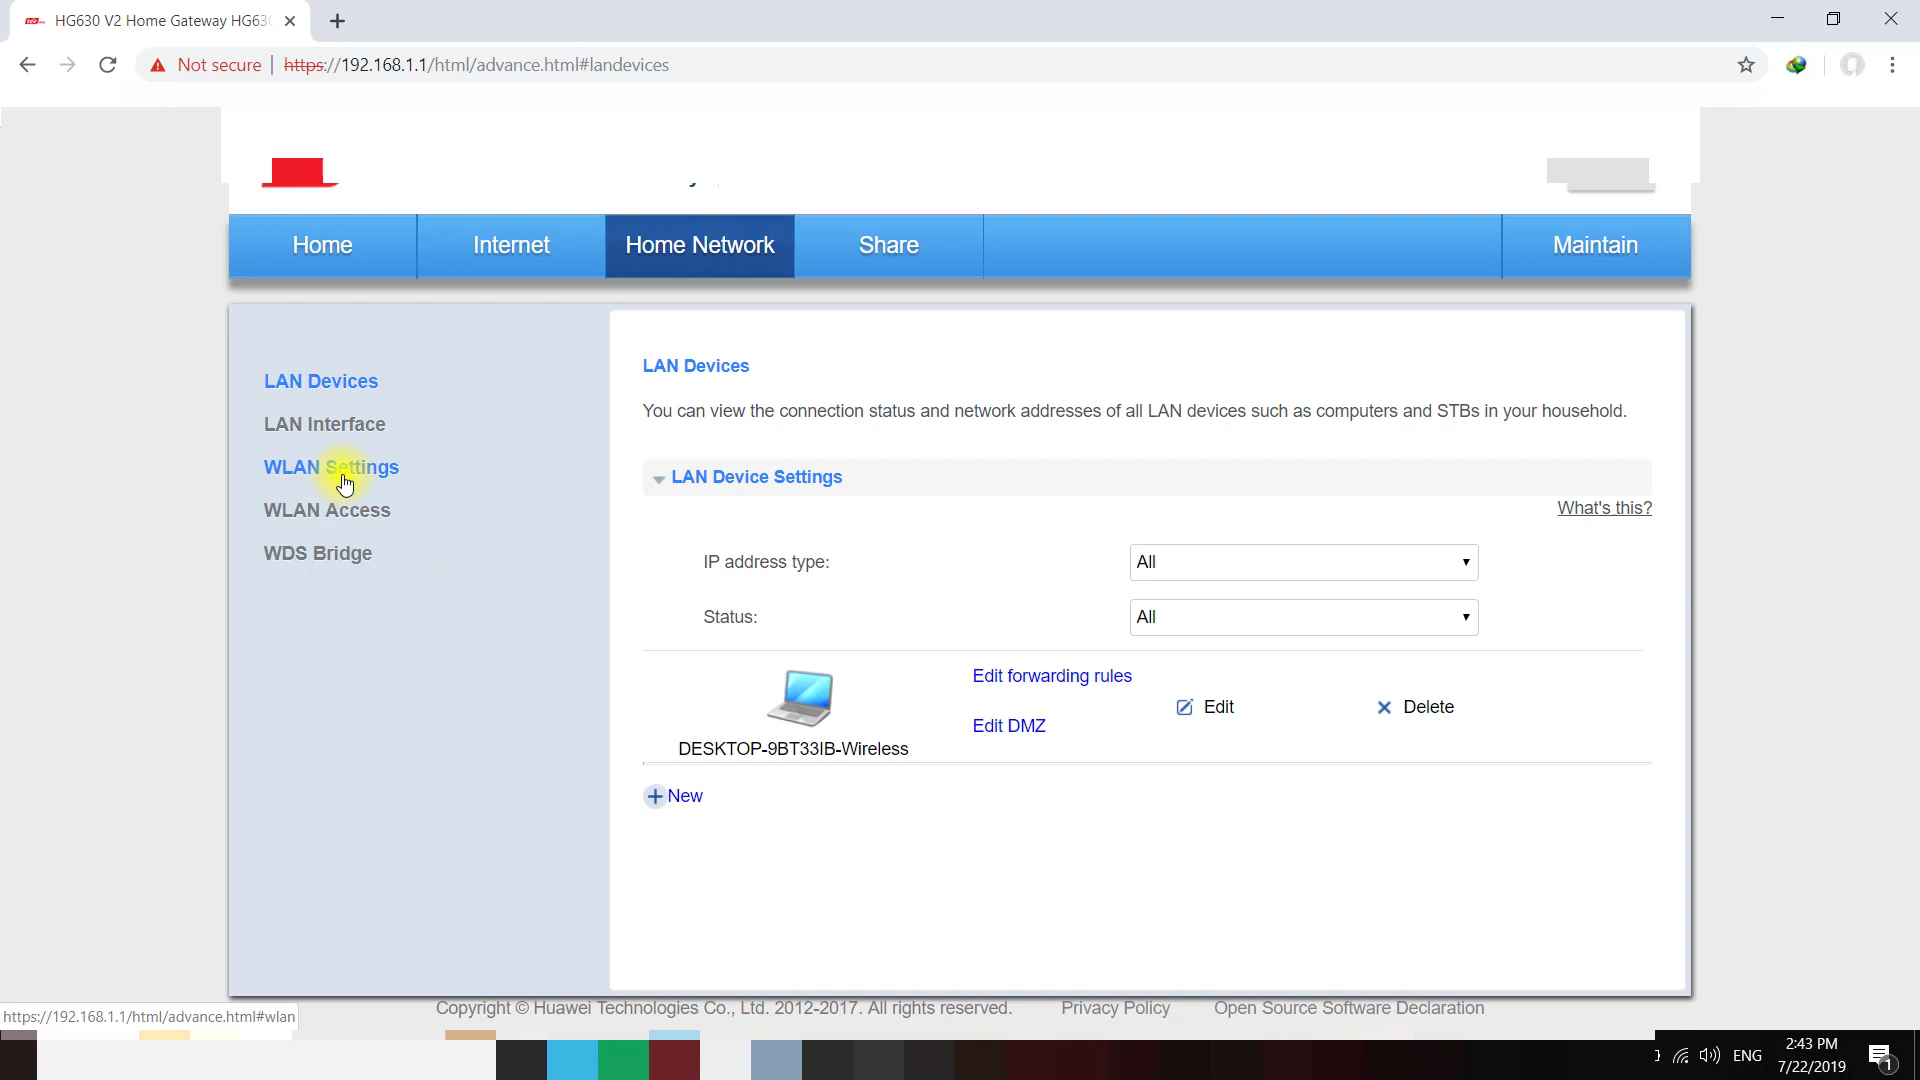 HG630 V2 Home Gateway HG630
Not secure | https://192.168.1.1/html/advance.html#landevices
Home
Internet
Home Network
Share
Maintain
LAN Devices
LAN Interface
WLAN Settings
WLAN Access
WDS Bridge
LAN Devices
You can view the connection status and network addresses of all LAN devices such as computers and STBs in your household.
LAN Device Settings
What's this?
IP address type:
All
Status:
All
Edit forwarding rules
Edit DMZ
Edit
Delete
DESKTOP-9BT33IB-Wireless
New
Copyright © Huawei Technologies Co., Ltd. 2012-2017. All rights reserved. Privacy Policy Open Source Software Declaration
https://192.168.1.1/html/advance.html#wlan
ENG
2:43 PM
7/22/2019
1